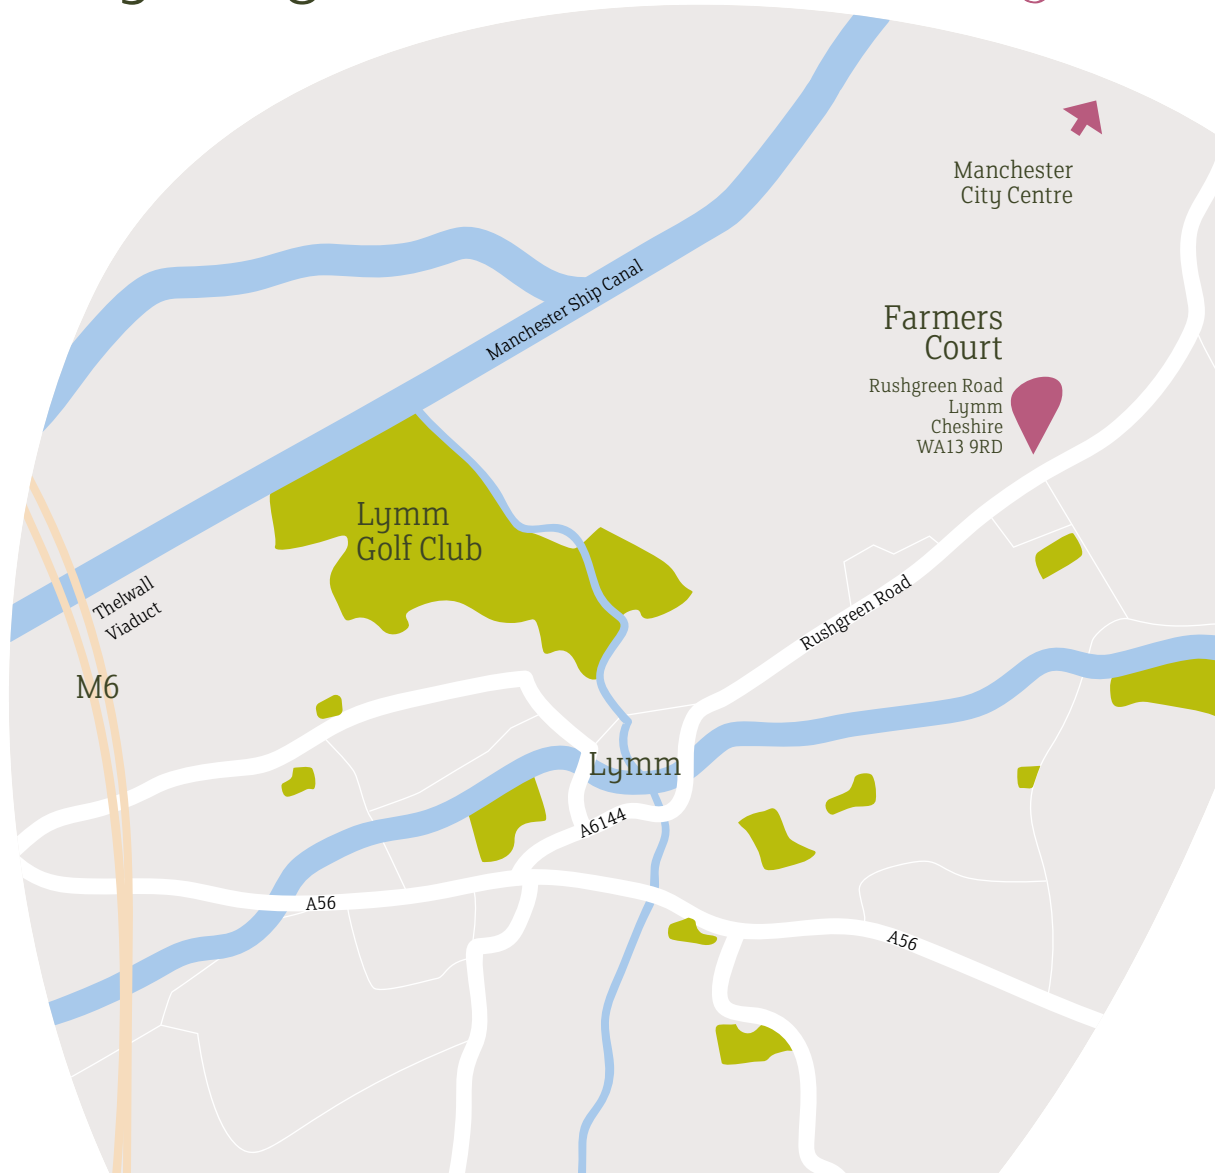 Manchester
City Centre
Manchester Ship Canal
Farmers
Court
Rushgreen Road
Lymm
Cheshire
WA13 9RD
Lymm
Golf Club
Thelwall
Viaduct
Rushgreen Road
M6
Lymm
A6144
A56
A56